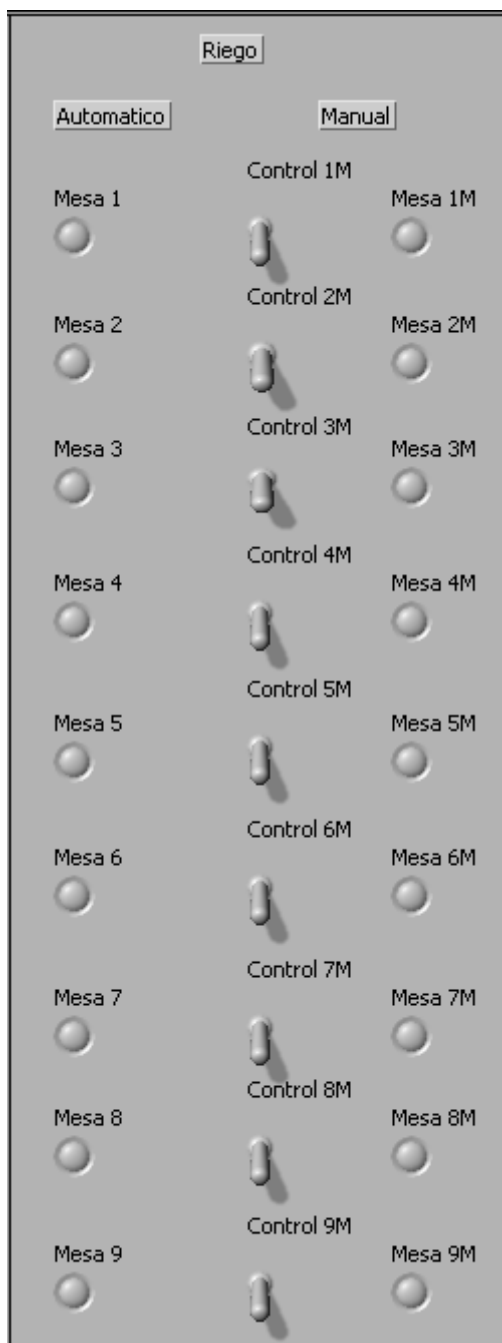 Riego
Automatico Manual
Control 1M
Mesa 1 Mesa 1M
Control 2M
Mesa 2 Mesa 2M
Control 3M
Mesa 3 Mesa 3M
Control 4M
Mesa 4 Mesa 4M
Control 5M
Mesa 5 Mesa 5M
Control 6M
Mesa 6 Mesa 6M
Control 7M
Mesa 7 Mesa 7M
Control 8M
Mesa 8 Mesa 8M
Control 9M
Mesa 9 Mesa 9M